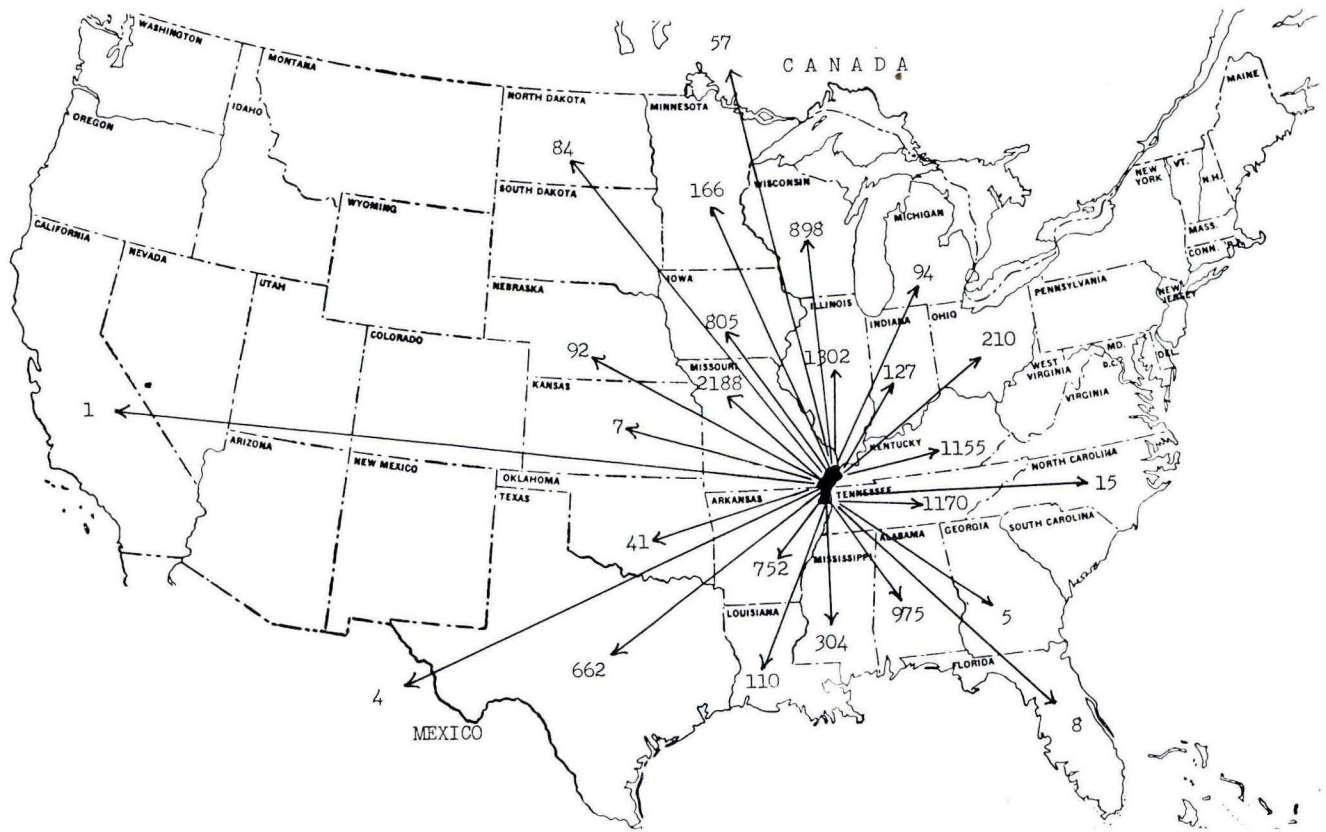 57
CANADA
WASHINGTON
MONTANA
NORTH DAKOTA
MINNESOTA
MAINE
IDAHO
OREGON
84
166
SOUTH DAKOTA
WISCONSIN
NEW
YORK
VT.
N.H.
WYOMING
898
MICHIGAN
MASS.
CONN.
CALIFORNIA
NEVADA
UTAH
NEBRASKA
IOWA
94
PENNSYLVANIA
NEW
JERSEY
ILLINOIS
INDIANA
OHIO
COLORADO
805
92
1302
210
MD.
DEL
D.C.
WEST
VIRGINIA
VIRGINIA
KANSAS
MISSOURI
2188
127
1
7
KENTUCKY
1155
NORTH CAROLINA
ARIZONA
NEW MEXICO
OKLAHOMA
TEXAS
ARKANSAS
TENNESSEE
15
1170
41
752
MISSISSIPPI
ALABAMA
GEORGIA
SOUTH CAROLINA
LOUISIANA
975
5
304
662
110
FLORIDA
4
MEXICO
8